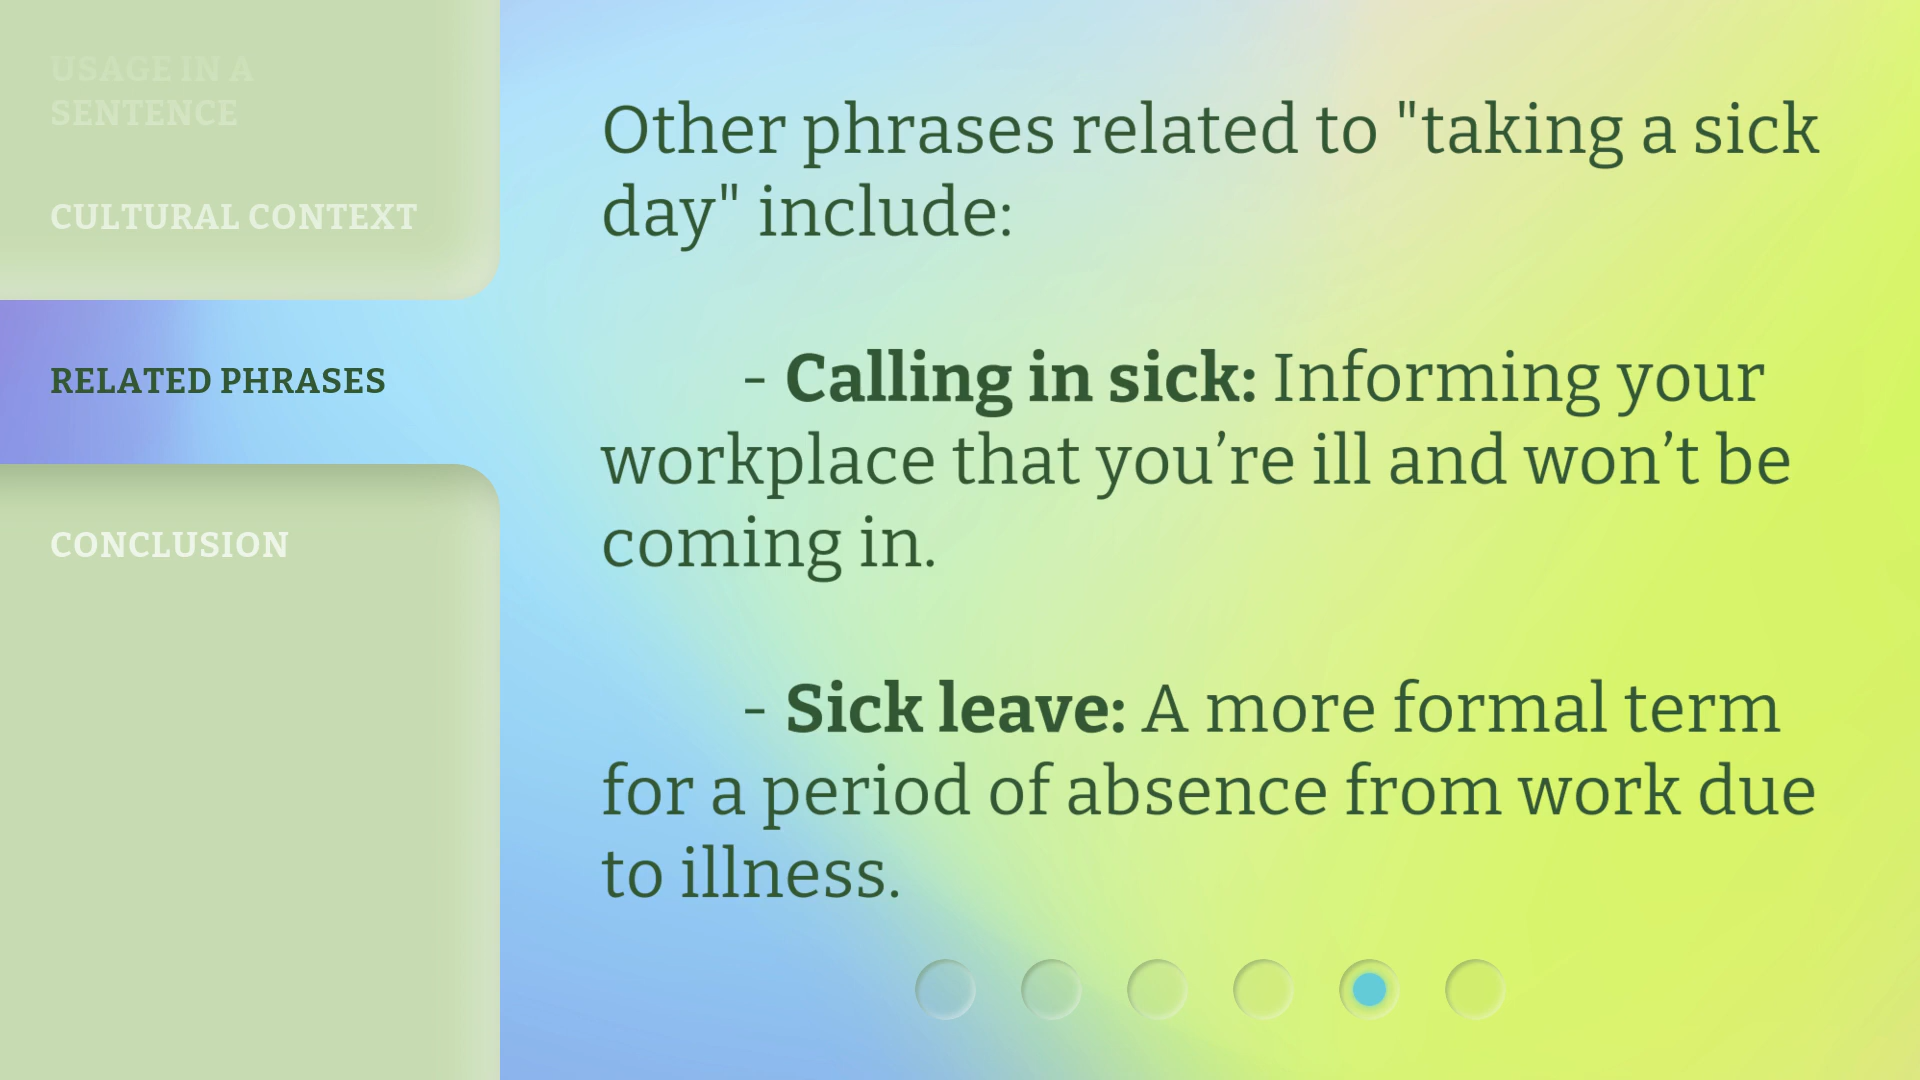 USAGE IN A
SENTENCE
CULTURAL CONTEXT
RELATED PHRASES
CONCLUSION
Other phrases related to "taking a sick
day" include:
- Calling in sick: Informing your
workplace that you’re ill and won’t be
coming in.
- Sick leave: A more formal term
for a period of absence from work due
to illness.